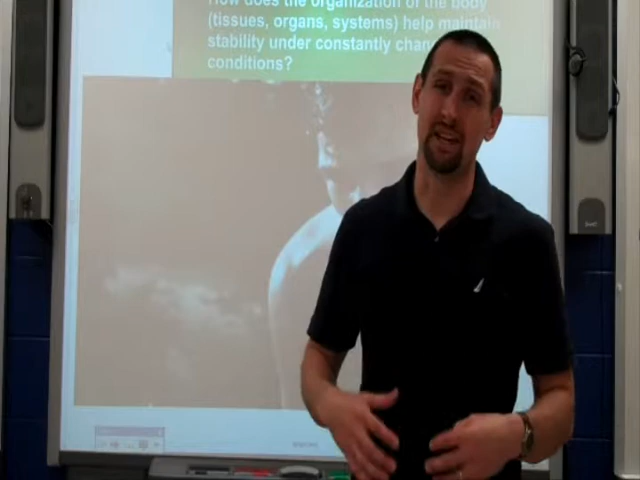 How does the organization of the body
(tissues, organs, systems) help maintain
stability under constantly
conditions?